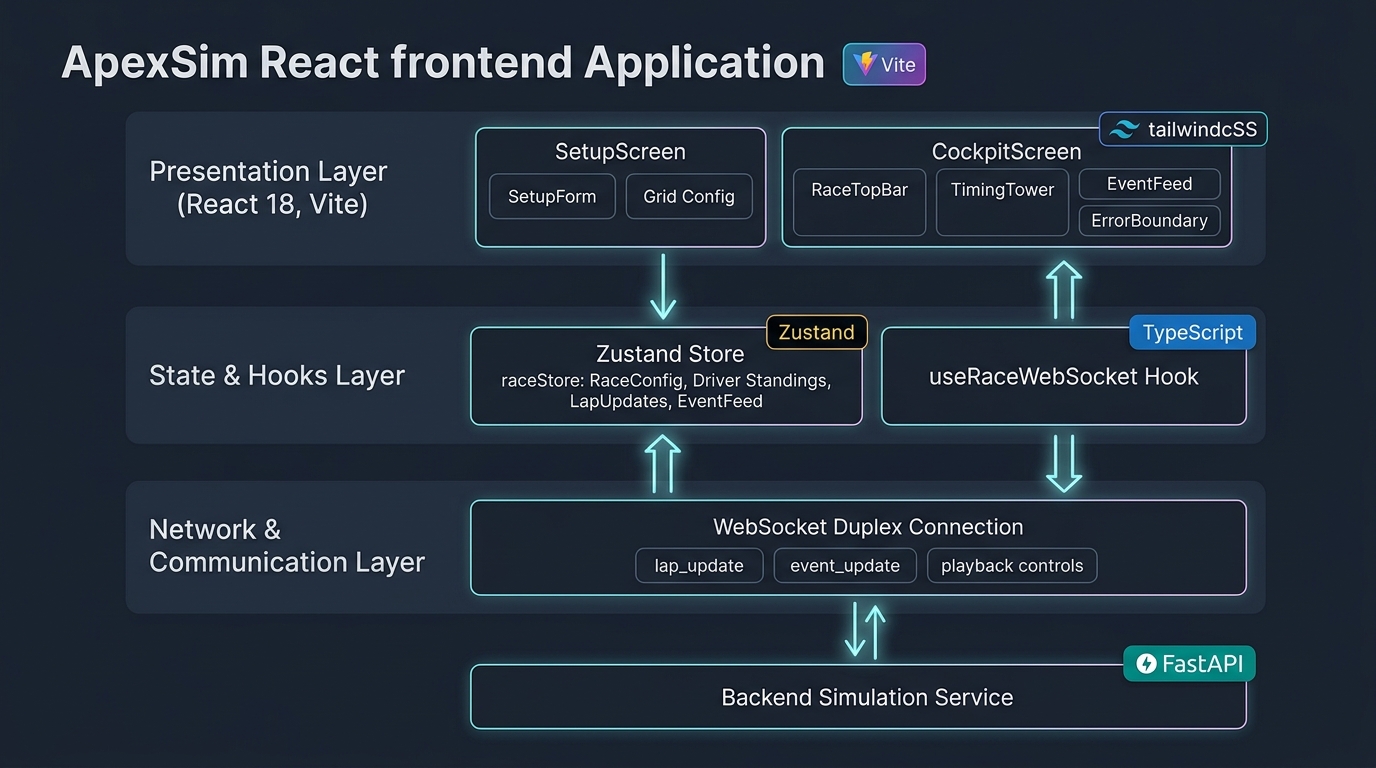 ApexSim React frontend Application
Vite
Presentation Layer
(React 18, Vite)
SetupScreen
SetupForm
Grid Config
tailwindcSS
CockpitScreen
RaceTopBar
TimingTower
EventFeed
ErrorBoundary
State & Hooks Layer
Zustand
Zustand Store
raceStore: RaceConfig, Driver Standings,
LapUpdates, EventFeed
TypeScript
useRaceWebSocket Hook
Network &
Communication Layer
WebSocket Duplex Connection
lap_update
event_update
playback controls
FastAPI
Backend Simulation Service